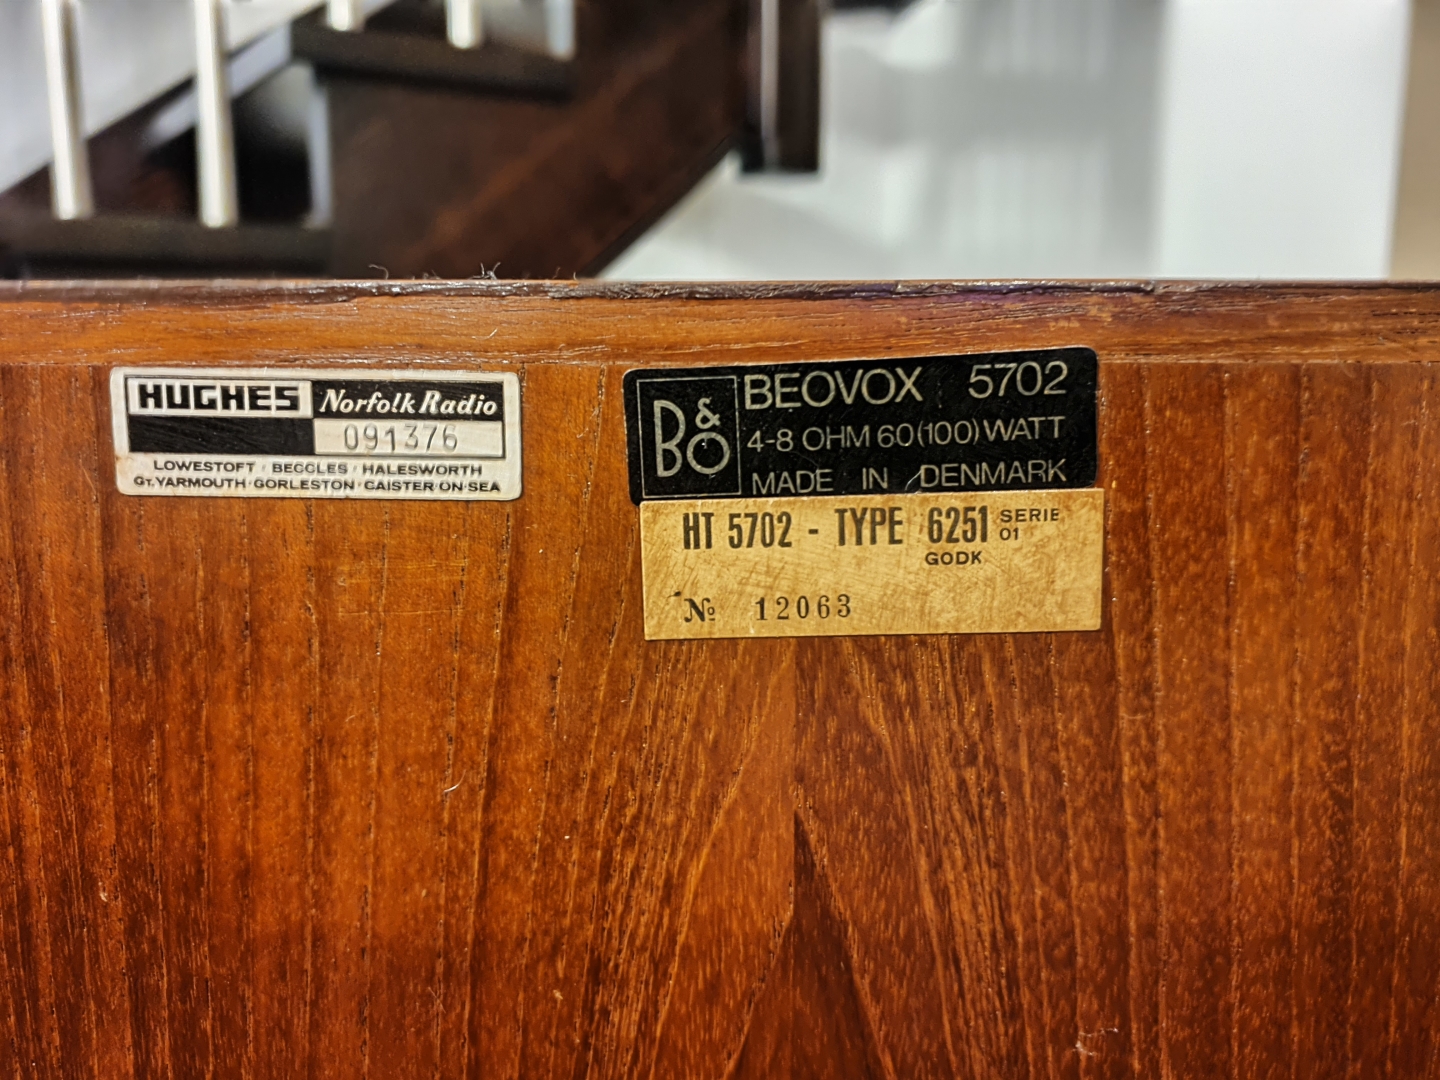 HUGHES Norfolk Radio
091376
LOWESTOFT BECCLES HALESWORTH
GT. YARMOUTH GORLESTON CAISTER-ON-SEA
B&O
BEOVOX 5702
4-8 OHM 60(100) WATT
MADE IN DENMARK
HT 5702 - TYPE 6251 SERIE
01
GODK
№ 12063